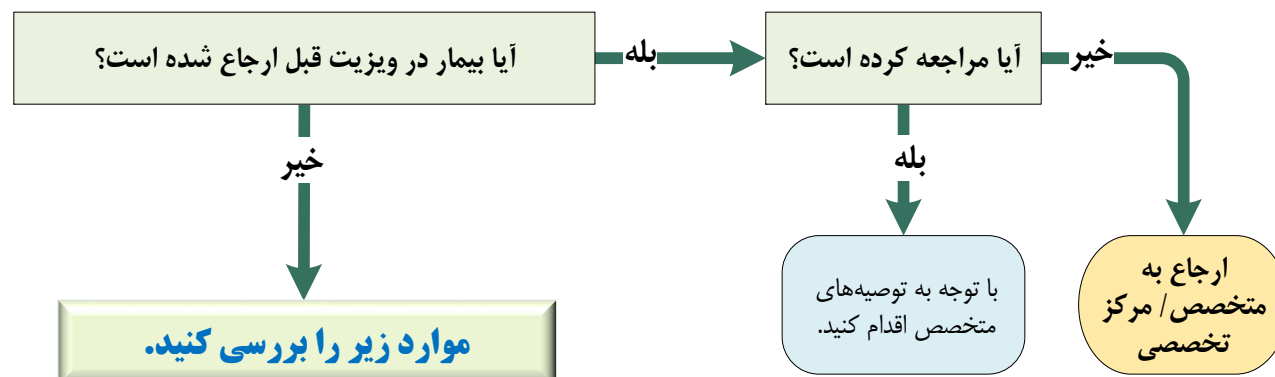 آیا بیمار در ویزیت قبل ارجاع شده است؟
بله
آیا مراجعه کرده است؟
خیر
خیر
بله
ارجاع به
متخصص/ مرکز
تخصصی
با توجه به توصیه‌های
متخصص اقدام کنید.
موارد زیر را بررسی کنید.